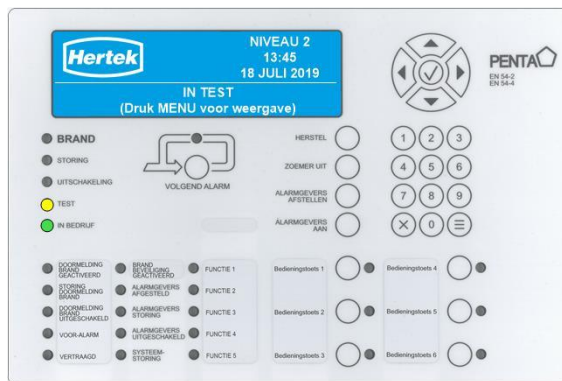 Hertek
NIVEAU 2
13:45
18 JULI 2019
IN TEST
(Druk MENU voor weergave)
PENTA
EN 54-2
EN 54-4
BRAND
STORING
UITSCHAKELING
TEST
IN BEDRIJF
VOLGEND ALARM
HERSTEL
ZOEMER UIT
ALARMGEVERS
AFSTELLEN
ALARMGEVERS
AAN
1 2 3
4 5 6
7 8 9
0
DOORMELDING
BRAND
GEACTIVEERD
STORING
DOORMELDING
BRAND
DOORMELDING
BRAND
UITGESCHAKELD
VOOR-ALARM
VERTRAAGD
BRAND
BEVEILIGING
GEACTIVEERD
ALARMGEVERS
AFGESTELD
ALARMGEVERS
STORING
ALARMGEVERS
UITGESCHAKELD
SYSTEEM-
STORING
FUNCTIE 1
FUNCTIE 2
FUNCTIE 3
FUNCTIE 4
FUNCTIE 5
Bedieningstoets 1
Bedieningstoets 2
Bedieningstoets 3
Bedieningstoets 4
Bedieningstoets 5
Bedieningstoets 6